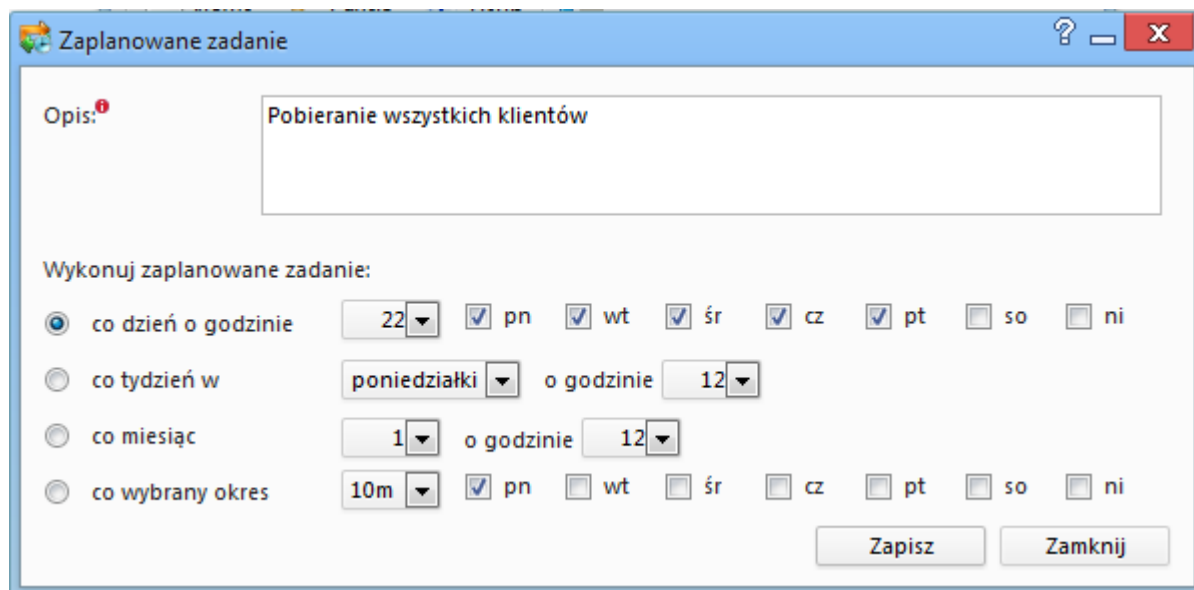 Zaplanowane zadanie
Opis:
Pobieranie wszystkich klientów
Wykonuj zaplanowane zadanie:
co dzień o godzinie 22 pn wt śr cz pt so ni
co tydzień w poniedziałki o godzinie 12
co miesiąc 1 o godzinie 12
co wybrany okres 10m pn wt śr cz pt so ni
Zapisz Zamknij